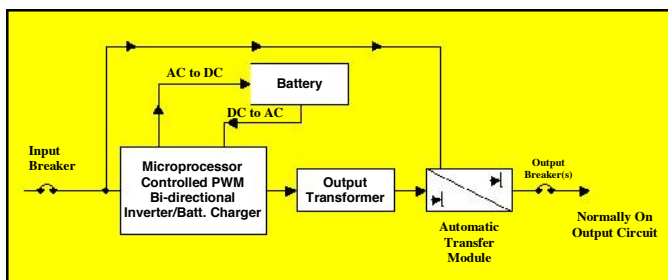 AC to DC
Battery
DC to AC
Input
Breaker
Microprocessor
Controlled PWM
Bi-directional
Inverter/Batt. Charger
Output
Transformer
Automatic
Transfer
Module
Output
Breaker(s)
Normally On
Output Circuit